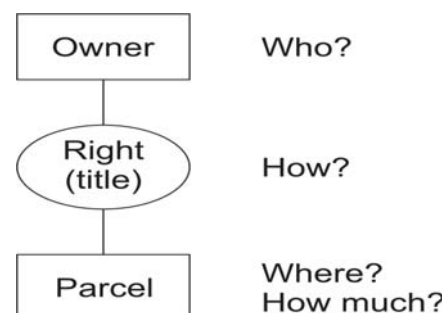 Owner Who?
Right
(title) How?
Parcel Where?
How much?